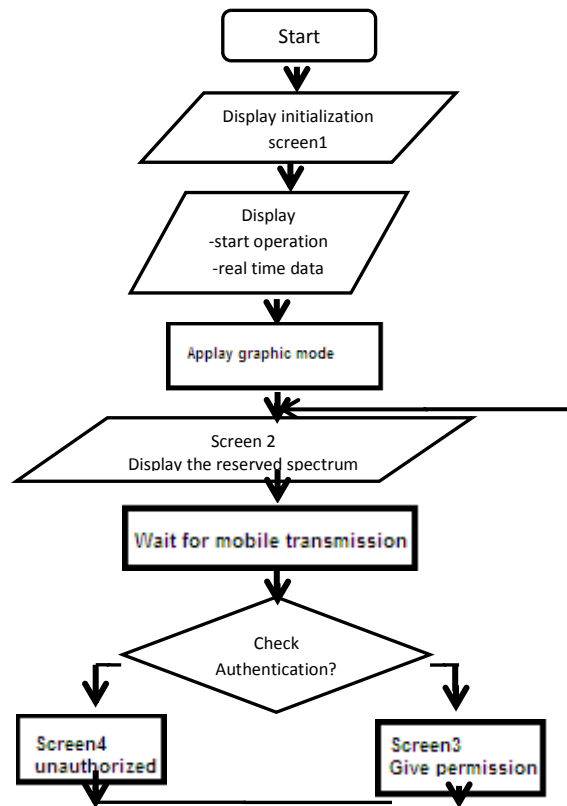 Start
Display initialization
screen1
Display
-start operation
-real time data
Applay graphic mode
Screen 2
Display the reserved spectrum
Wait for mobile transmission
Check
Authentication?
Screen4
unauthorized
Screen3
Give permission